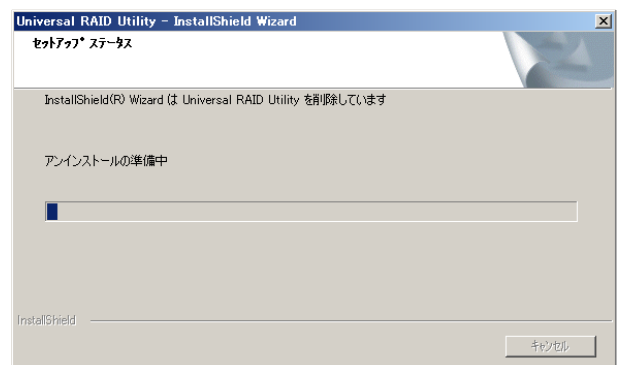 Universal RAID Utility - InstallShield Wizard
セットアップ ステータス
InstallShield(R) Wizard は Universal RAID Utility を削除しています
アンインストールの準備中
InstallShield
キャンセル